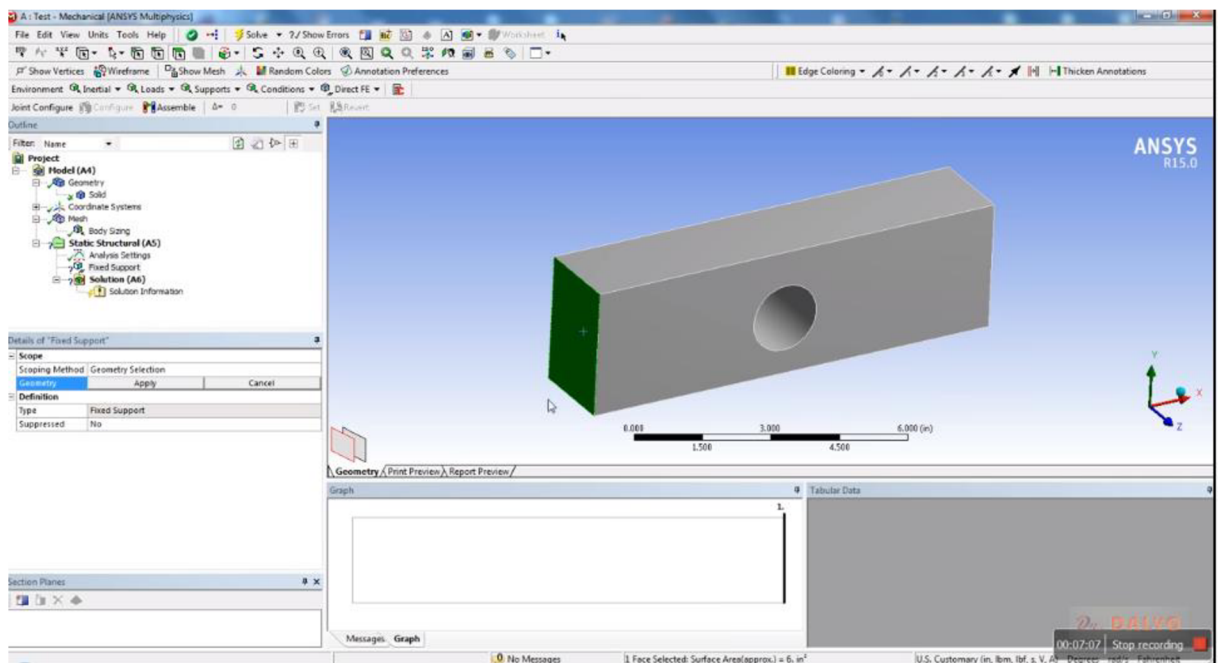 A : Test - Mechanical [ANSYS Multiphysics]
File Edit View Units Tools Help Solve ?/ Show Errors Worksheet
Show Vertices Wireframe Show Mesh Random Colors Annotation Preferences Edge Coloring Thicken Annotations
Environment Inertial Loads Supports Conditions Direct FE
Joint Configure Configure Assemble Δ= 0 Set Revert
Outline
Filter: Name
Project
Model (A4)
Geometry
Solid
Coordinate Systems
Mesh
Body Sizing
Static Structural (A5)
Analysis Settings
Fixed Support
Solution (A6)
Solution Information
Details of "Fixed Support"
Scope
Scoping Method Geometry Selection
Geometry Apply Cancel
Definition
Type Fixed Support
Suppressed No
Section Planes
ANSYS
R15.0
Y
X
Z
0.000 3.000 6.000 (in)
1.500 4.500
Geometry Print Preview Report Preview
Graph
1.
Messages Graph
Tabular Data
DALYO
00:07:07 Stop recording
No Messages 1 Face Selected: Surface Area(approx.) = 6. in² U.S. Customary (in, lbm, lbf, s, V, A) Degrees rad/s Fahrenheit